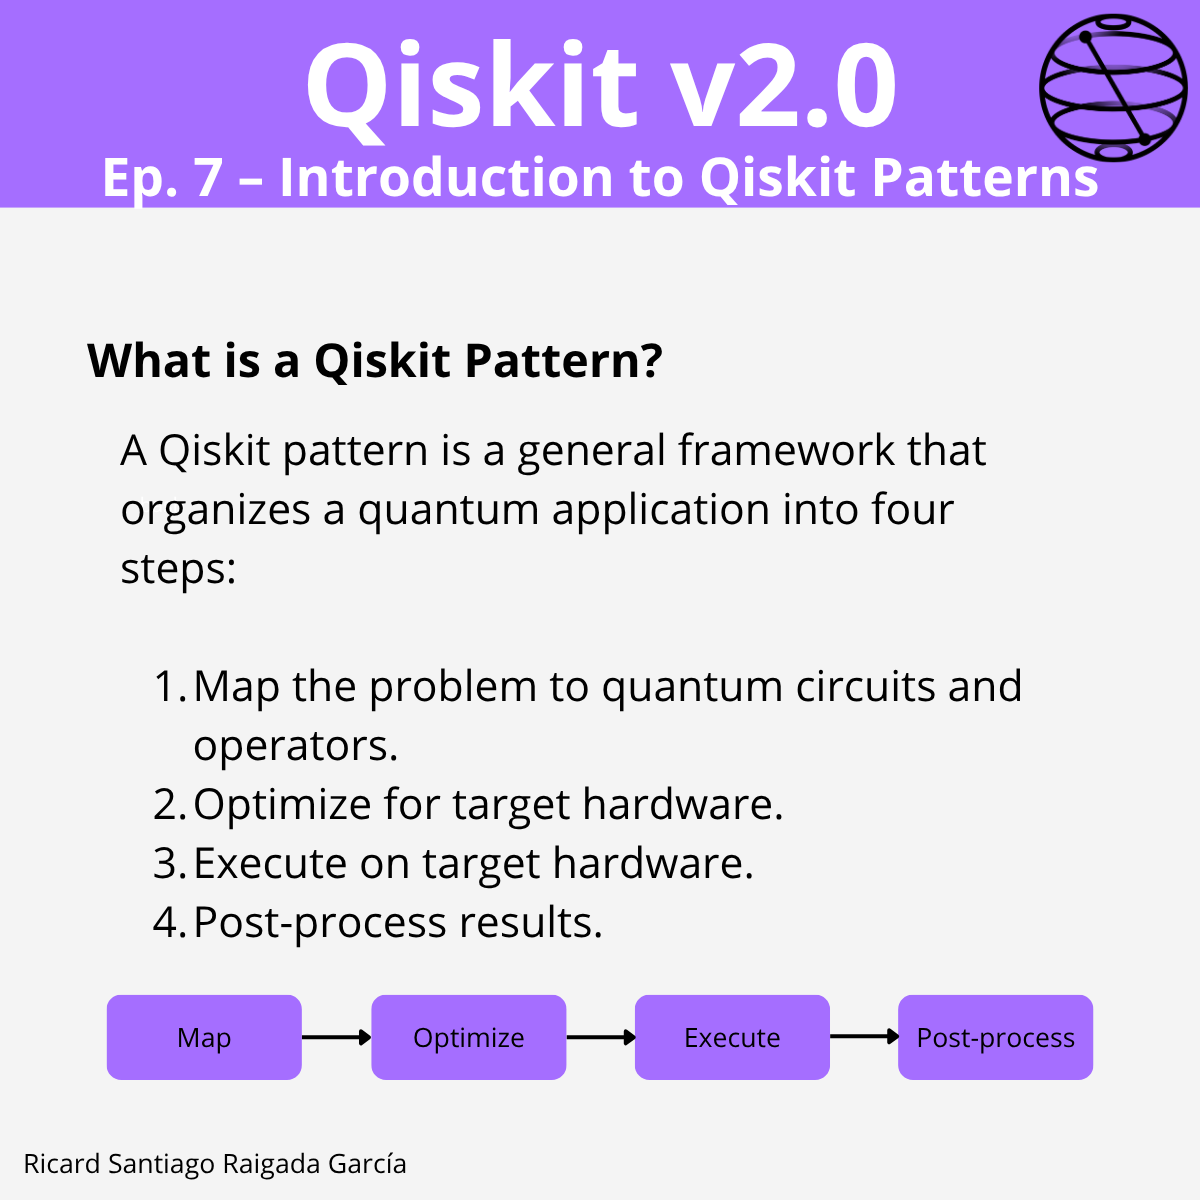 Qiskit v2.0
Ep. 7 – Introduction to Qiskit Patterns
What is a Qiskit Pattern?
A Qiskit pattern is a general framework that
organizes a quantum application into four
steps:
1. Map the problem to quantum circuits and
operators.
2. Optimize for target hardware.
3. Execute on target hardware.
4. Post-process results.
Map
Optimize
Execute
Post-process
Ricard Santiago Raigada García